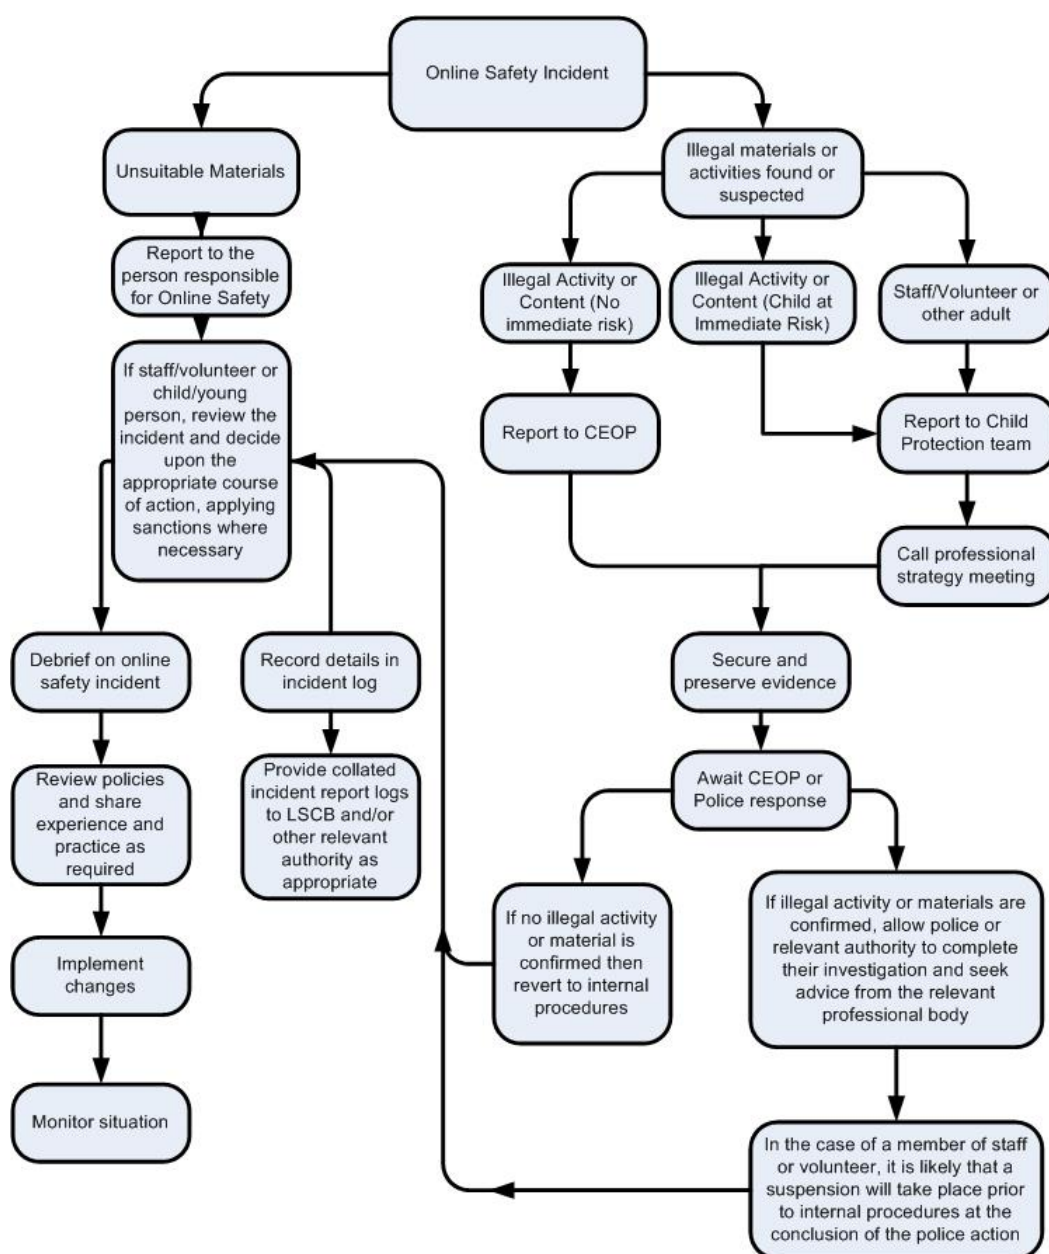 Online Safety Incident
Unsuitable Materials
Report to the
person responsible
for Online Safety
If staff/volunteer or
child/young
person, review the
incident and decide
upon the
appropriate course
of action, applying
sanctions where
necessary
Debrief on online
safety incident
Review policies
and share
experience and
practice as
required
Implement
changes
Monitor situation
Record details in
incident log
Provide collated
incident report logs
to LSCB and/or
other relevant
authority as
appropriate
Illegal materials or
activities found or
suspected
Illegal Activity or
Content (No
immediate risk)
Illegal Activity or
Content (Child at
Immediate Risk)
Staff/Volunteer or
other adult
Report to CEOP
Report to Child
Protection team
Call professional
strategy meeting
Secure and
preserve evidence
Await CEOP or
Police response
If no illegal activity
or material is
confirmed then
revert to internal
procedures
If illegal activity or materials are
confirmed, allow police or
relevant authority to complete
their investigation and seek
advice from the relevant
professional body
In the case of a member of staff
or volunteer, it is likely that a
suspension will take place prior
to internal procedures at the
conclusion of the police action